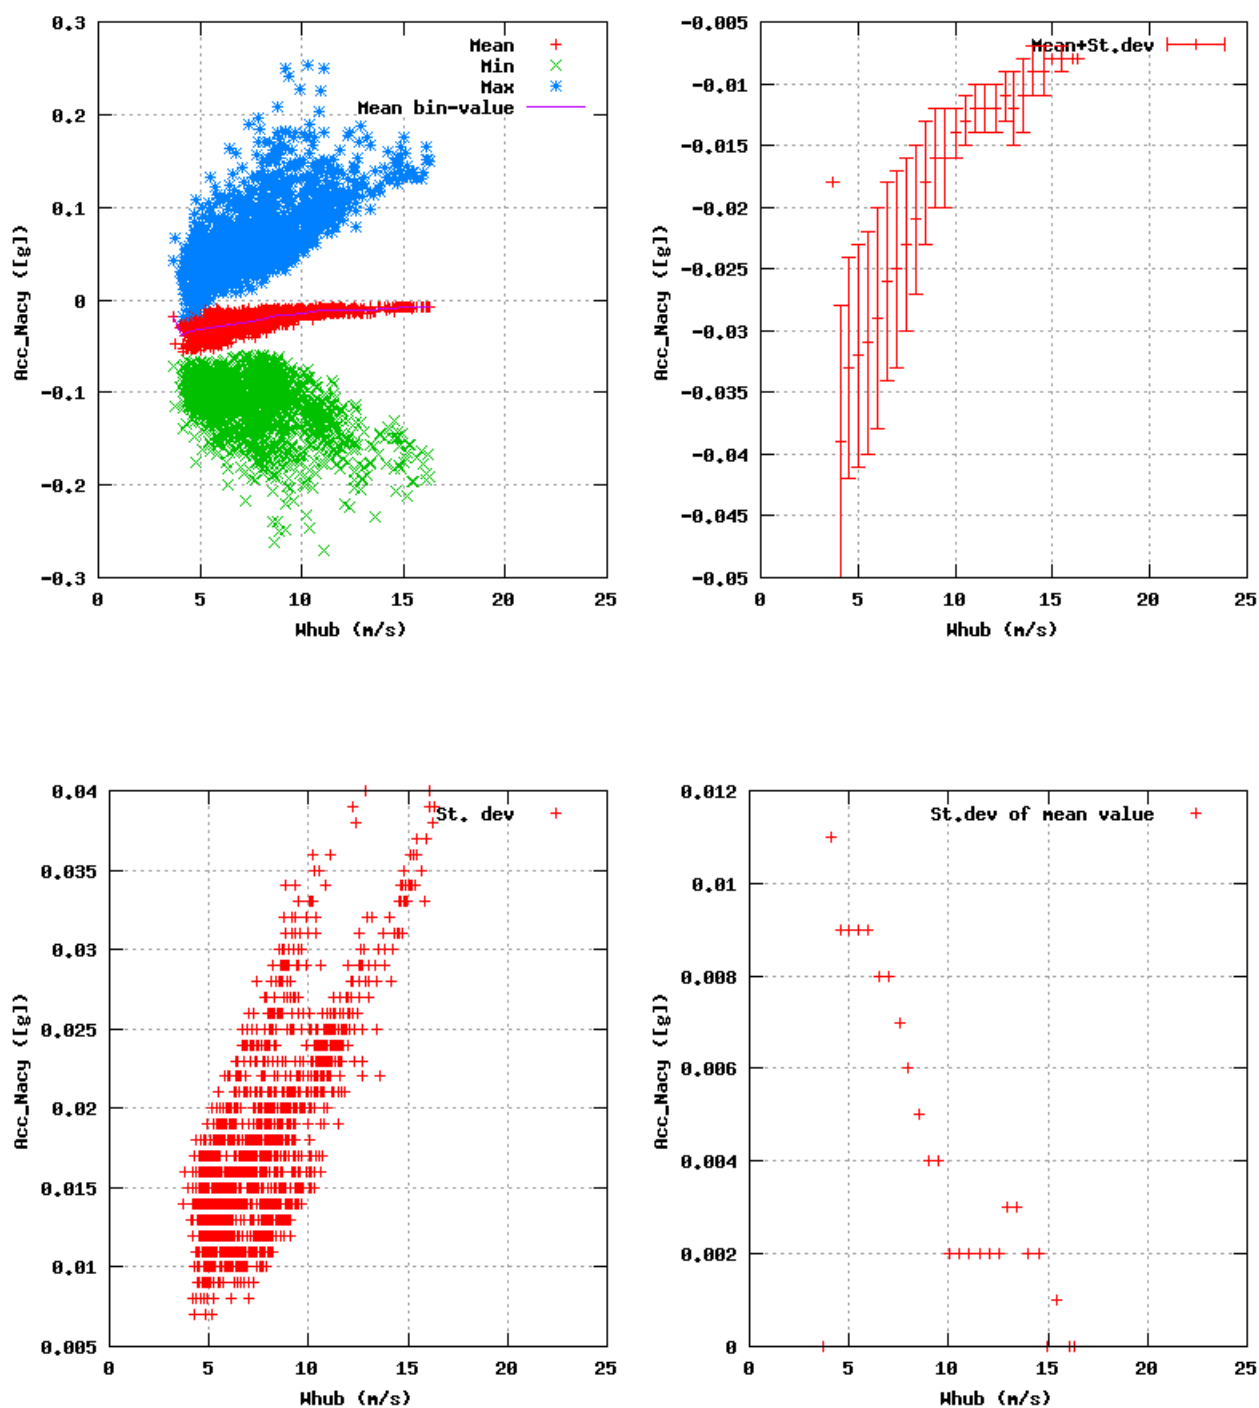 0.3
0.2
0.1
0
-0.1
-0.2
-0.3
Acc_Nacy ([g])
Mean
Min
Max
Mean bin-value
0 5 10 15 20 25
Whub (m/s)
-0.005
-0.01
-0.015
-0.02
-0.025
-0.03
-0.035
-0.04
-0.045
-0.05
Acc_Nacy ([g])
Mean+St.dev
0 5 10 15 20 25
Whub (m/s)
0.04
0.035
0.03
0.025
0.02
0.015
0.01
0.005
Acc_Nacy ([g])
St. dev
0 5 10 15 20 25
Whub (m/s)
0.012
0.01
0.008
0.006
0.004
0.002
0
Acc_Nacy ([g])
St.dev of mean value
0 5 10 15 20 25
Whub (m/s)